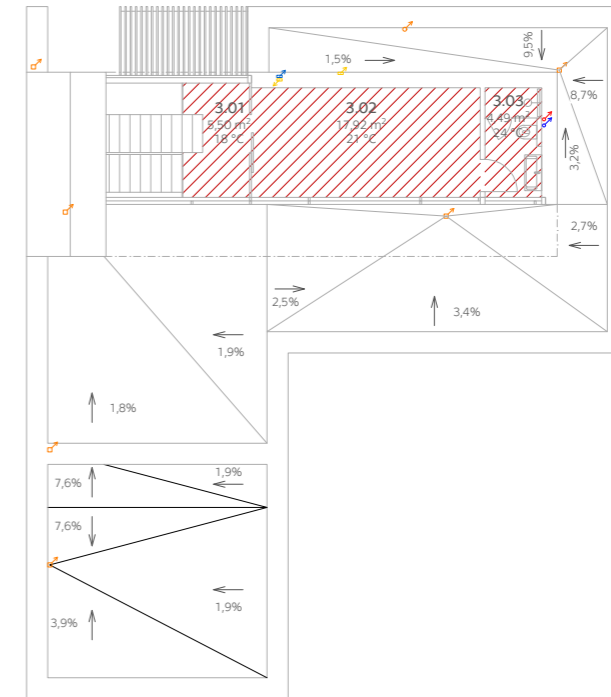 1,5%
9,5%
8,7%
3.01
5,50 m²
18 °C
3.02
17,92 m²
21 °C
3.03
4,49 m²
24 °C
3,2%
2,7%
2,5%
3,4%
1,9%
1,8%
1,9%
7,6%
7,6%
1,9%
3,9%